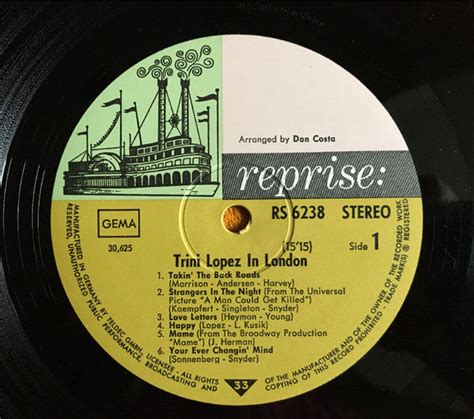 Arranged by Don Costa
reprise:
GEMA
RS 6238 STEREO
30,625
(15'15)
Side 1
Trini Lopez In London
1. Takin' The Back Roads
(Morrison - Andersen - Harvey)
2. Strangers In The Night (From The Universal
Picture "A Man Could Get Killed")
(Kaempfert - Singleton - Snyder)
3. Love Letters (Heyman - Young)
4. Happy (Lopez - L. Kusik)
5. Mame (From The Broadway Production
"Mame") (J. Herman)
6. Your Ever Changin' Mind
(Sonnenberg - Snyder)
33
MANUFACTURED IN GERMANY BY TELDEC GMBH. LICENSEE - ALL RIGHTS OF THE MANUFACTURER AND OF THE OWNER OF THE RECORDED WORK
RESERVED. UNAUTHORIZED PUBLIC PERFORMANCE, BROADCASTING AND COPYING OF THIS RECORD PROHIBITED - TRADE MARK(S) ® REGISTERED